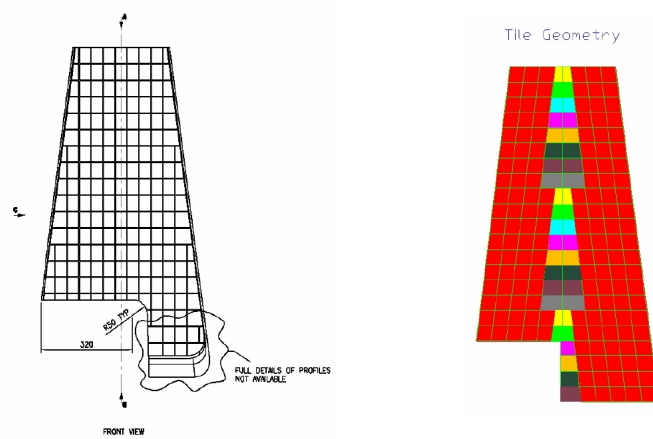 A
Tile Geometry
C
R50 TYP
320
FULL DETAILS OF PROFILES
NOT AVAILABLE
FRONT VIEW